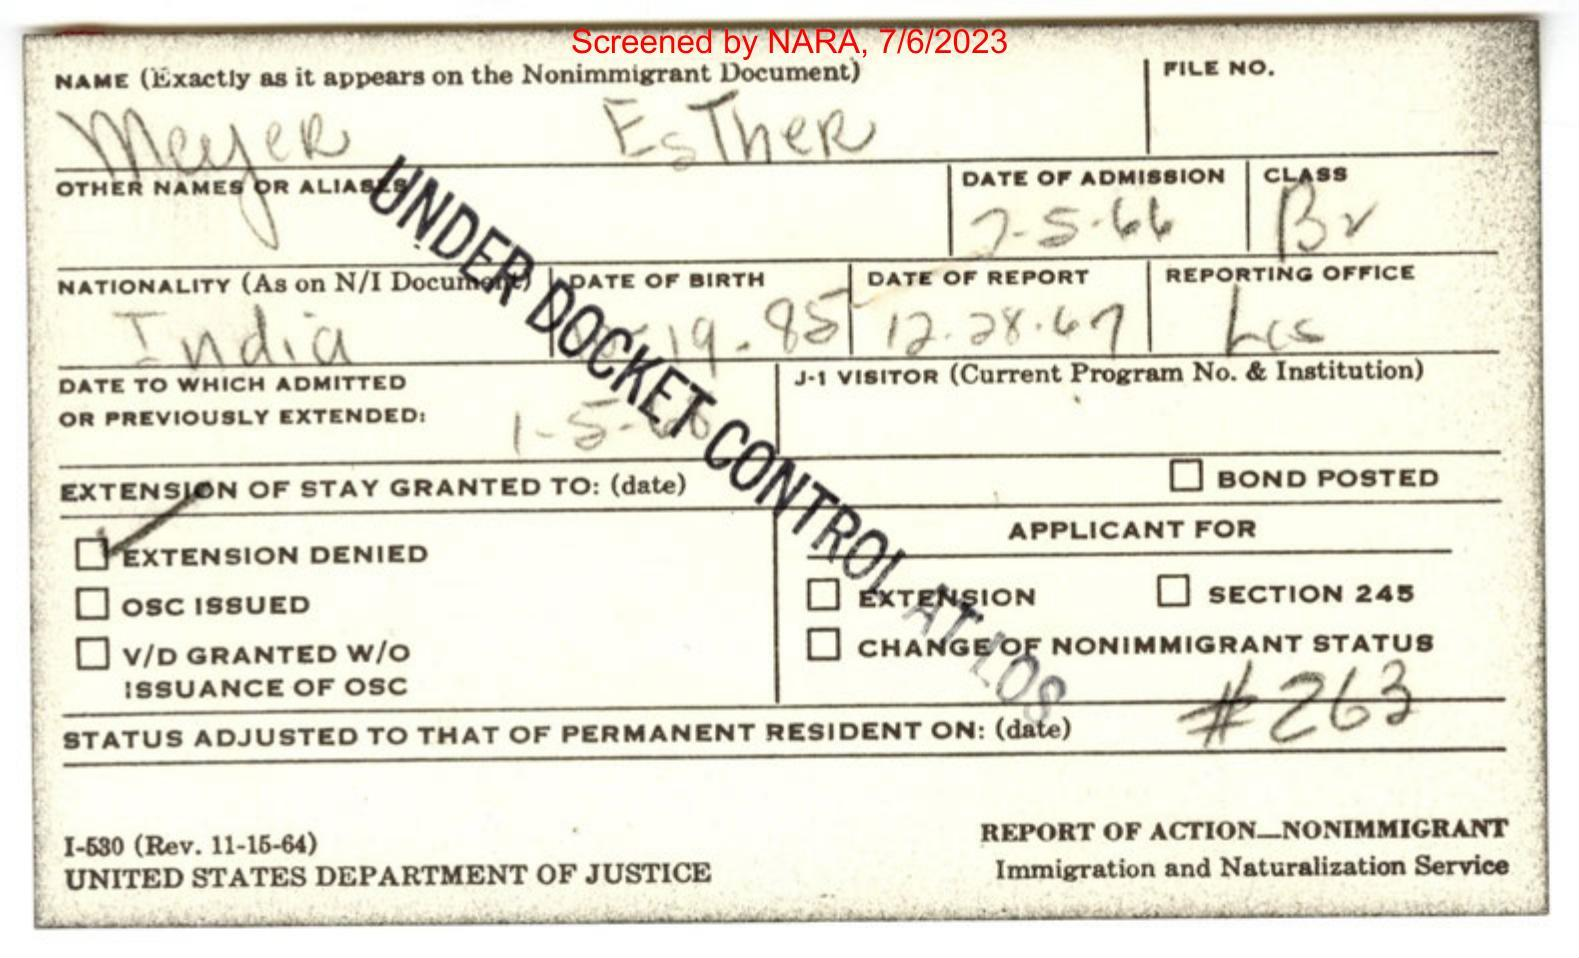 Screened by NARA, 7/6/2023
NAME (Exactly as it appears on the Nonimmigrant Document)
FILE NO.
Meyer EsTher
OTHER NAMES OR ALIASES
DATE OF ADMISSION
CLASS
7-5-66
NATIONALITY (As on N/I Document)
DATE OF BIRTH
DATE OF REPORT
REPORTING OFFICE
India
19.85
12.28.67
DATE TO WHICH ADMITTED
OR PREVIOUSLY EXTENDED:
J-1 VISITOR (Current Program No. & Institution)
1-5-
UNDER DOCKET CONTROL AT LOS
EXTENSION OF STAY GRANTED TO: (date)
BOND POSTED
APPLICANT FOR
EXTENSION DENIED
OSC ISSUED
V/D GRANTED W/O
ISSUANCE OF OSC
EXTENSION
SECTION 245
CHANGE OF NONIMMIGRANT STATUS
#263
STATUS ADJUSTED TO THAT OF PERMANENT RESIDENT ON: (date)
I-530 (Rev. 11-15-64)
UNITED STATES DEPARTMENT OF JUSTICE
REPORT OF ACTION—NONIMMIGRANT
Immigration and Naturalization Service